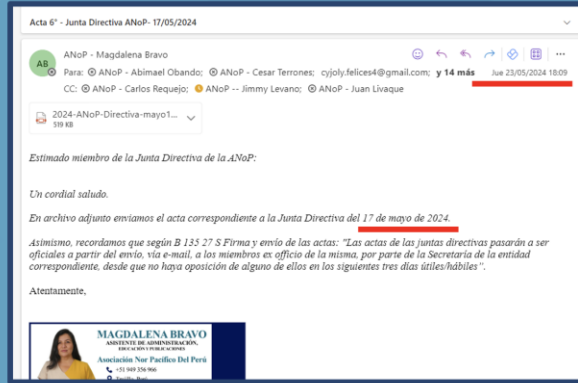 Acta 6° - Junta Directiva ANoP- 17/05/2024
AB
ANoP - Magdalena Bravo
Para: ANoP - Abimael Obando; ANoP - Cesar Terrones; cyjoly.felices4@gmail.com; y 14 más
Jue 23/05/2024 18:09
CC: ANoP - Carlos Requejo; ANoP -- Jimmy Levano; ANoP - Juan Livaque
2024-ANoP-Directiva-mayo1...
519 KB
Estimado miembro de la Junta Directiva de la ANoP:
Un cordial saludo.
En archivo adjunto enviamos el acta correspondiente a la Junta Directiva del 17 de mayo de 2024.
Asimismo, recordamos que según B 135 27 S Firma y envío de las actas: "Las actas de las juntas directivas pasarán a ser
oficiales a partir del envío, vía e-mail, a los miembros ex officio de la misma, por parte de la Secretaría de la entidad
correspondiente, desde que no haya oposición de alguno de ellos en los siguientes tres días útiles/hábiles".
Atentamente,
MAGDALENA BRAVO
ASISTENTE DE ADMINISTRACIÓN,
EDUCACIÓN Y PUBLICACIONES
Asociación Nor Pacífico Del Perú
+51 949 356 966